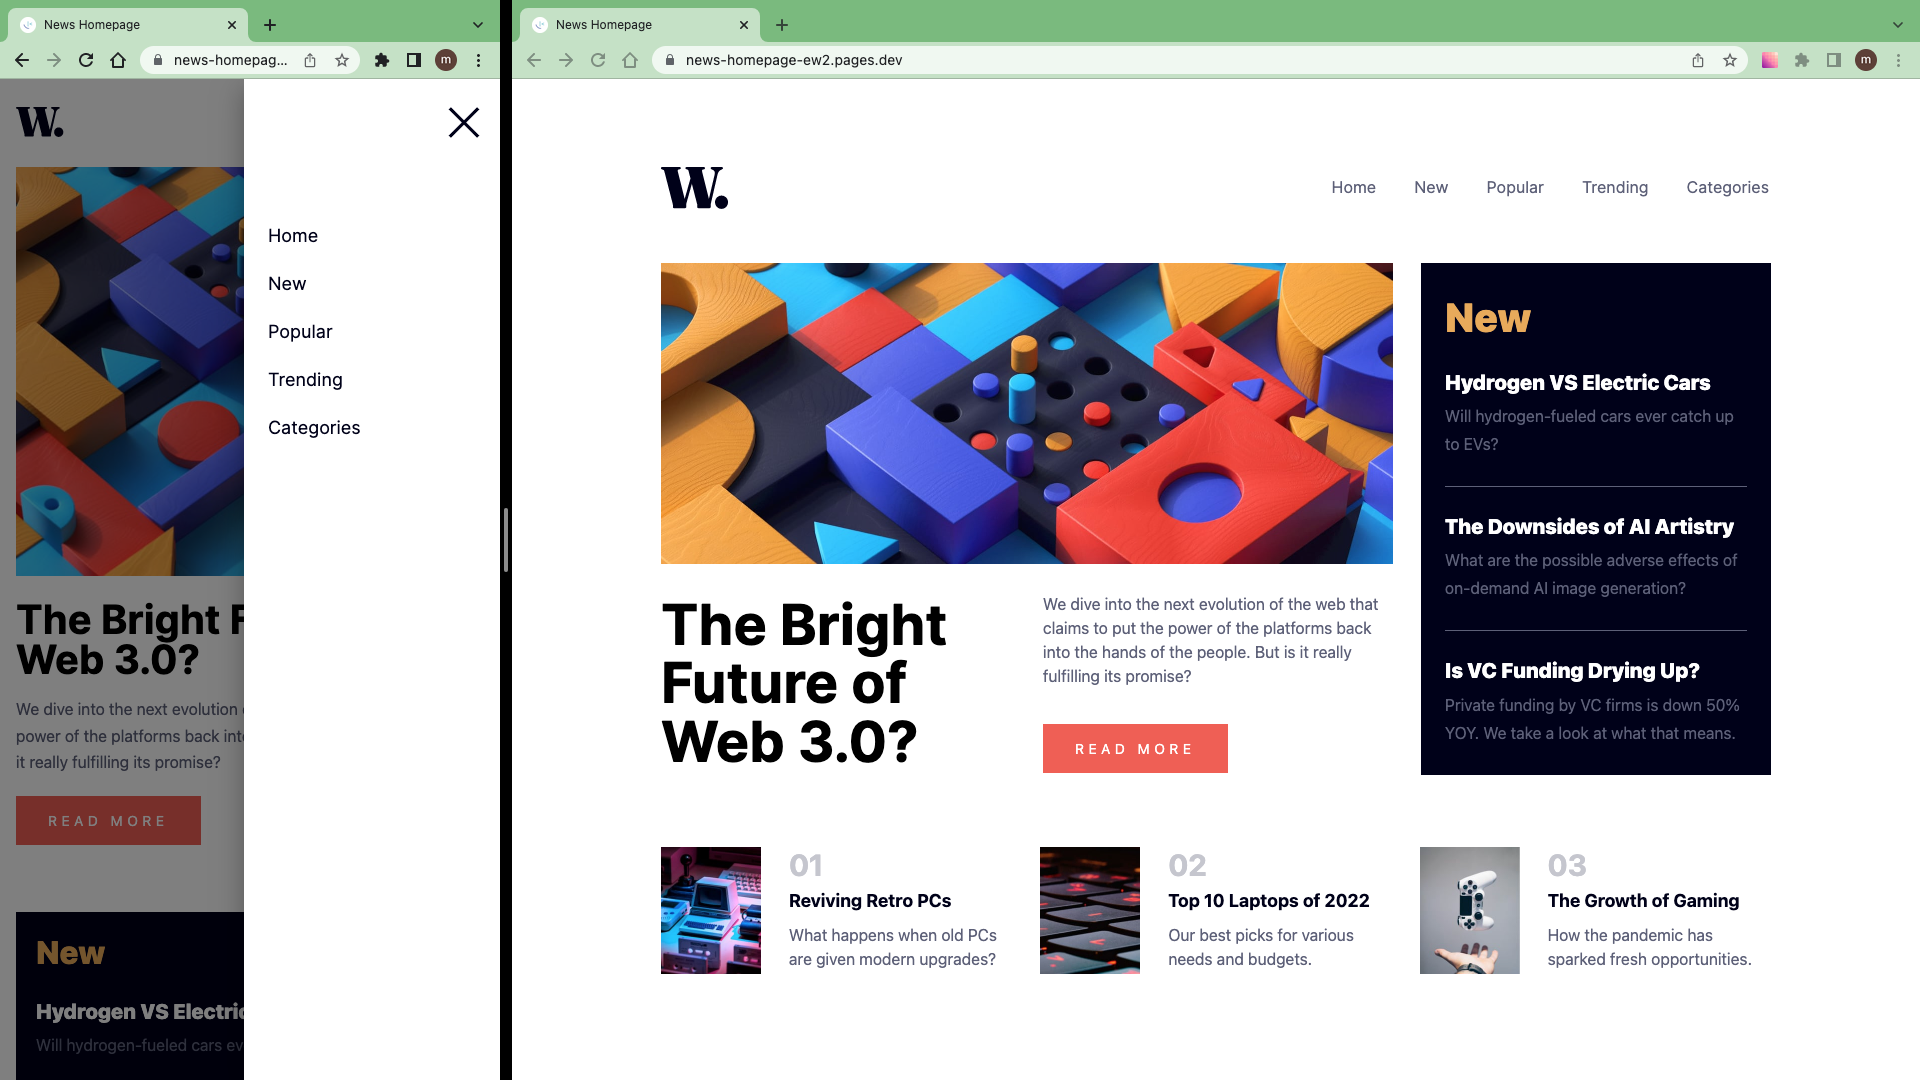 News Homepage
news-homepag...
m
W.
The Bright F
Web 3.0?
We dive into the next evolution
power of the platforms back int
it really fulfilling its promise?
READ MORE
New
Hydrogen VS Electric
Will hydrogen-fueled cars ev
Home
New
Popular
Trending
Categories
News Homepage
news-homepage-ew2.pages.dev
m
W.
Home
New
Popular
Trending
Categories
The Bright
Future of
Web 3.0?
We dive into the next evolution of the web that
claims to put the power of the platforms back
into the hands of the people. But is it really
fulfilling its promise?
READ MORE
New
Hydrogen VS Electric Cars
Will hydrogen-fueled cars ever catch up
to EVs?
The Downsides of AI Artistry
What are the possible adverse effects of
on-demand AI image generation?
Is VC Funding Drying Up?
Private funding by VC firms is down 50%
YOY. We take a look at what that means.
01
Reviving Retro PCs
What happens when old PCs
are given modern upgrades?
02
Top 10 Laptops of 2022
Our best picks for various
needs and budgets.
03
The Growth of Gaming
How the pandemic has
sparked fresh opportunities.